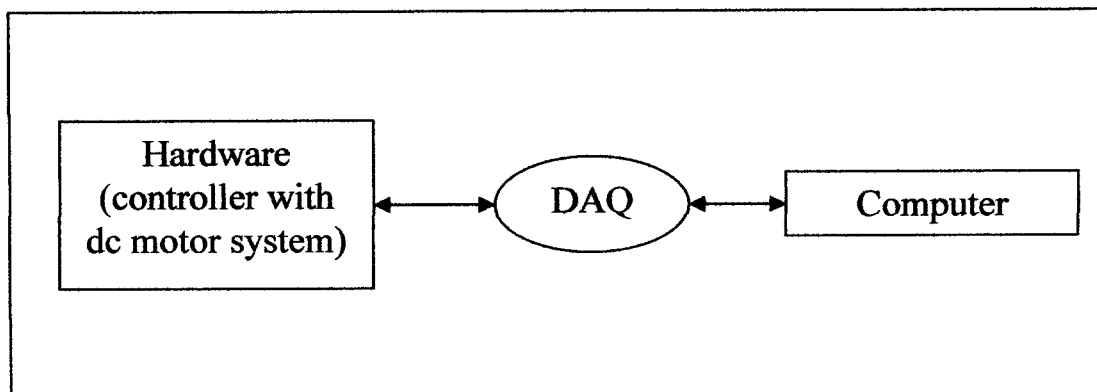 Hardware
(controller with
dc motor system)
DAQ
Computer